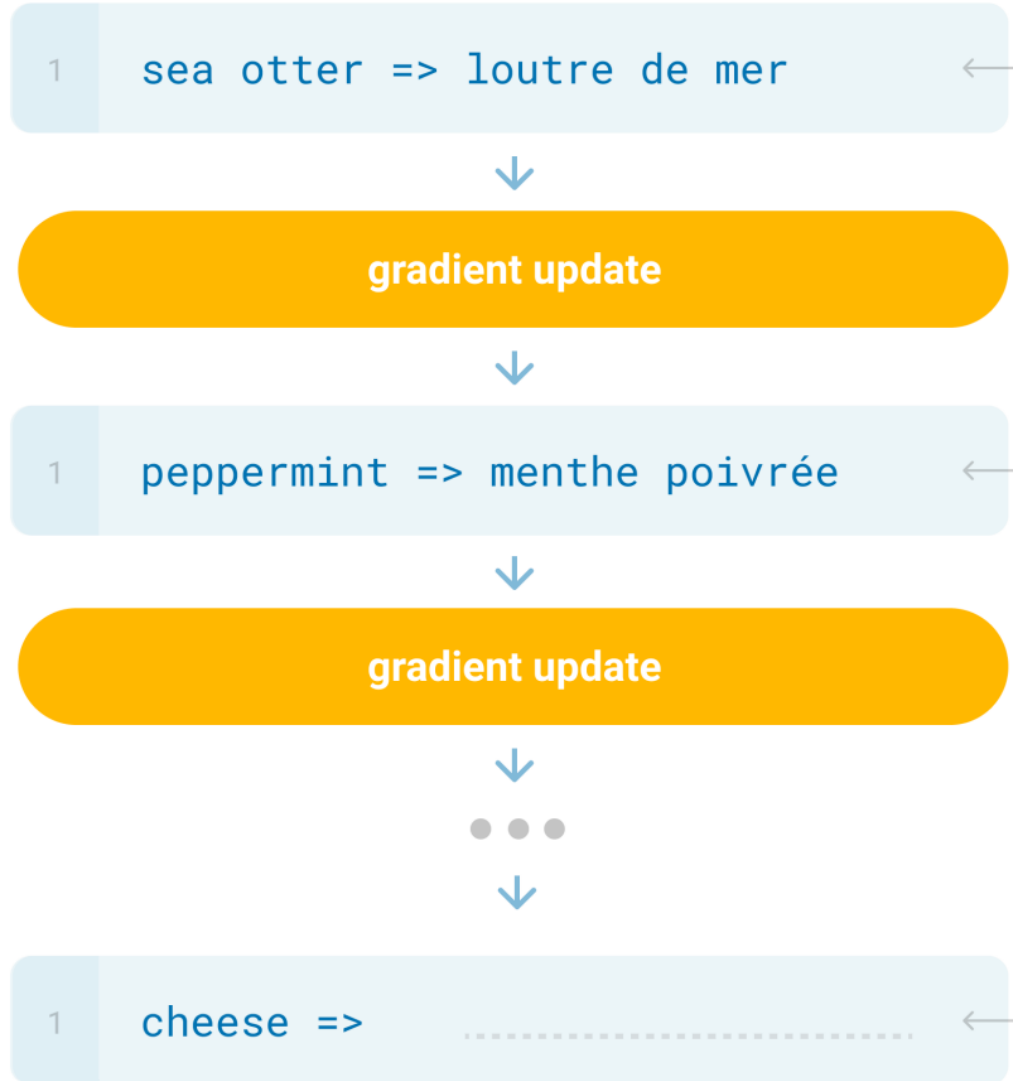 1 sea otter => loutre de mer
gradient update
1 peppermint => menthe poivrée
gradient update
1 cheese =>